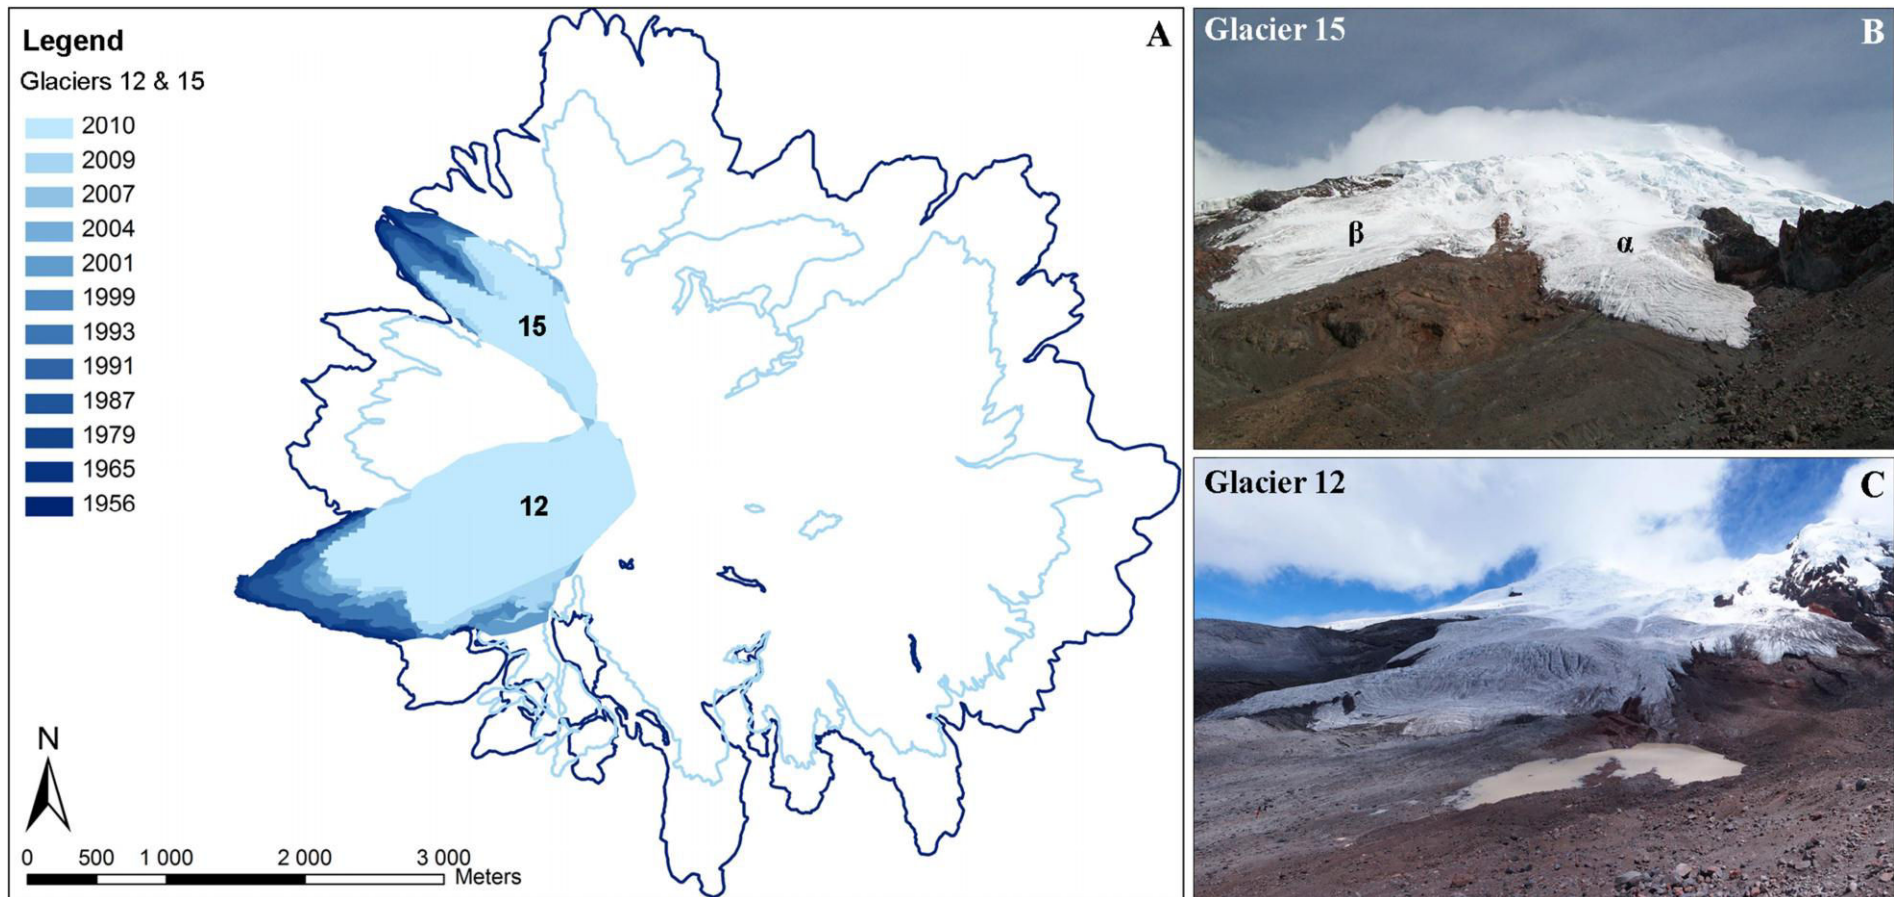 Legend
Glaciers 12 & 15
2010
2009
2007
2004
2001
1999
1993
1991
1987
1979
1965
1956
A
15
12
N
0 500 1 000 2 000 3 000
Meters
Glacier 15
B
β
α
Glacier 12
C